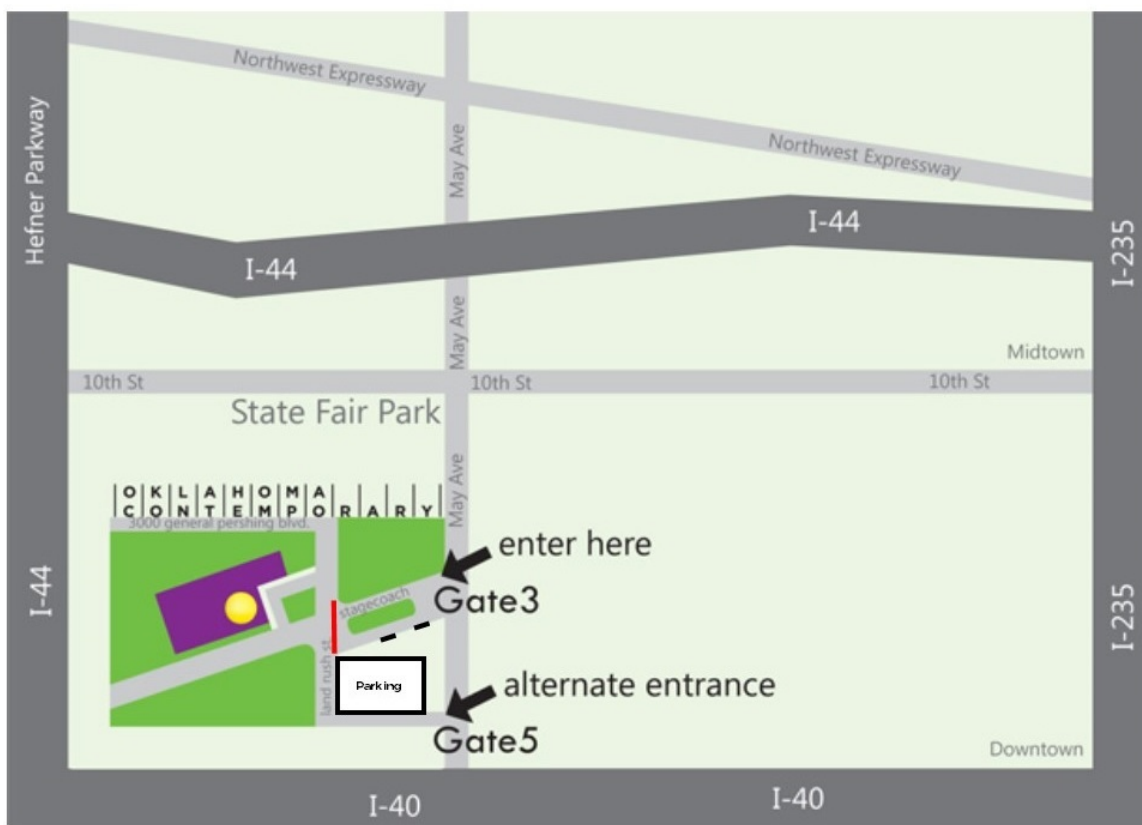 Northwest Expressway
Northwest Expressway
Hefner Parkway
May Ave
I-44
I-44
I-235
May Ave
Midtown
10th St
10th St
10th St
State Fair Park
May Ave
OKLAHOMA
CONTEMPORARY
3000 general pershing blvd.
enter here
stagecoach
Gate3
I-44
I-235
land rush st.
Parking
alternate entrance
Gate5
Downtown
I-40
I-40